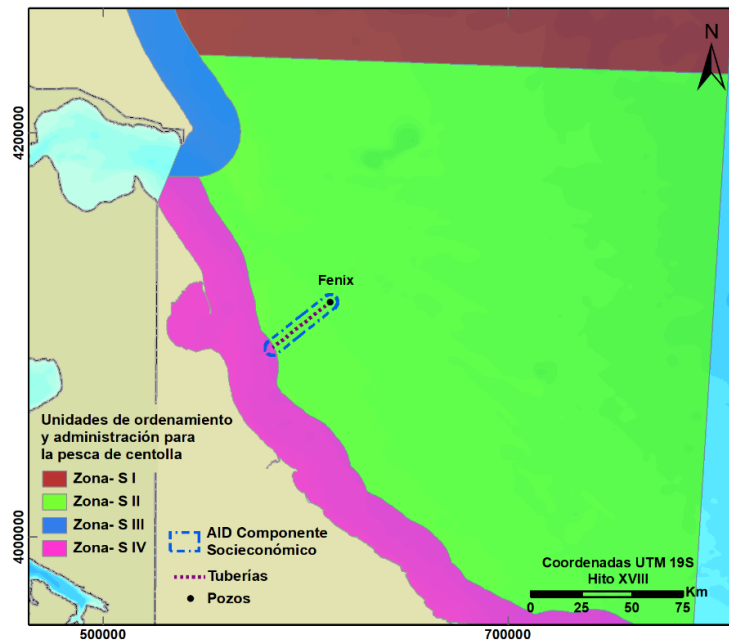 N
4200000
Fenix
Unidades de ordenamiento
y administración para
la pesca de centolla
Zona- S I
Zona- S II
Zona- S III
Zona- S IV
AID Componente
Socieconómico
Tuberías
Pozos
Coordenadas UTM 19S
Hito XVIII
0 25 50 75 Km
4000000
500000 700000